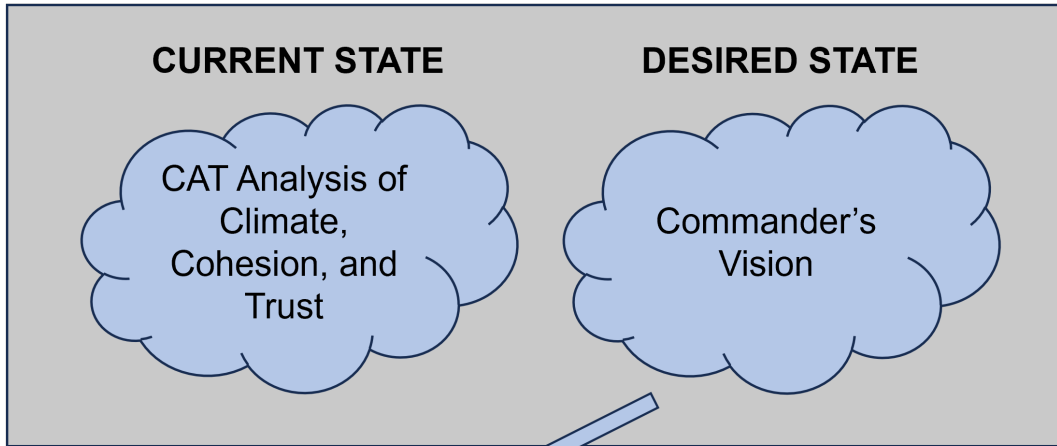 CURRENT STATE
DESIRED STATE
CAT Analysis of
Climate,
Cohesion, and
Trust
Commander’s
Vision